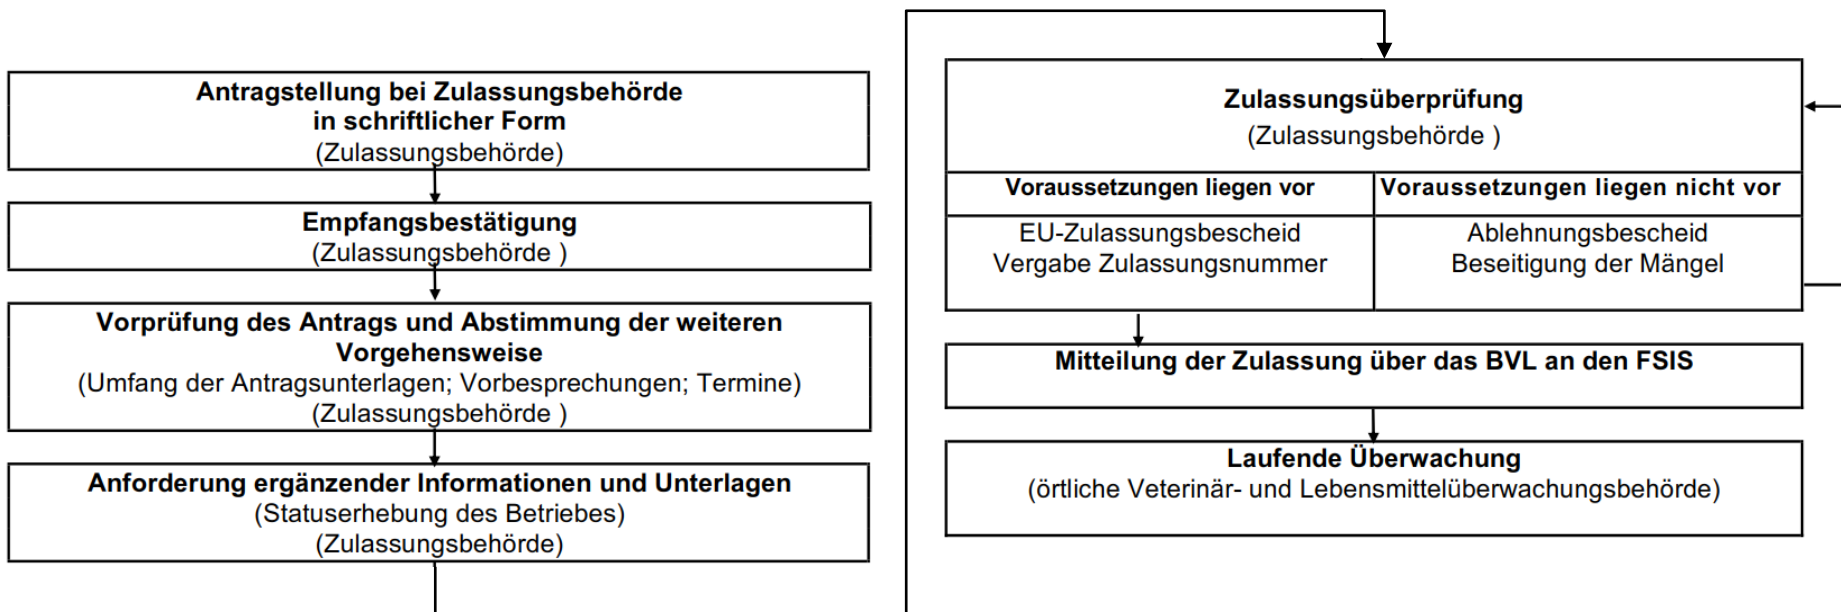 Antragstellung bei Zulassungsbehörde
in schriftlicher Form
(Zulassungsbehörde)
Empfangsbestätigung
(Zulassungsbehörde )
Vorprüfung des Antrags und Abstimmung der weiteren
Vorgehensweise
(Umfang der Antragsunterlagen; Vorbesprechungen; Termine)
(Zulassungsbehörde )
Anforderung ergänzender Informationen und Unterlagen
(Statuserhebung des Betriebes)
(Zulassungsbehörde)
Zulassungsüberprüfung
(Zulassungsbehörde )
Voraussetzungen liegen vor
EU-Zulassungsbescheid
Vergabe Zulassungsnummer
Voraussetzungen liegen nicht vor
Ablehnungsbescheid
Beseitigung der Mängel
Mitteilung der Zulassung über das BVL an den FSIS
Laufende Überwachung
(örtliche Veterinär- und Lebensmittelüberwachungsbehörde)